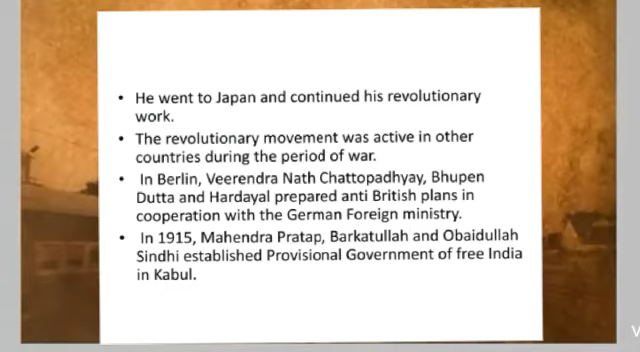 • He went to Japan and continued his revolutionary
work.
• The revolutionary movement was active in other
countries during the period of war.
• In Berlin, Veerendra Nath Chattopadhyay, Bhupen
Dutta and Hardayal prepared anti British plans in
cooperation with the German Foreign ministry.
• In 1915, Mahendra Pratap, Barkatullah and Obaidullah
Sindhi established Provisional Government of free India
in Kabul.
V